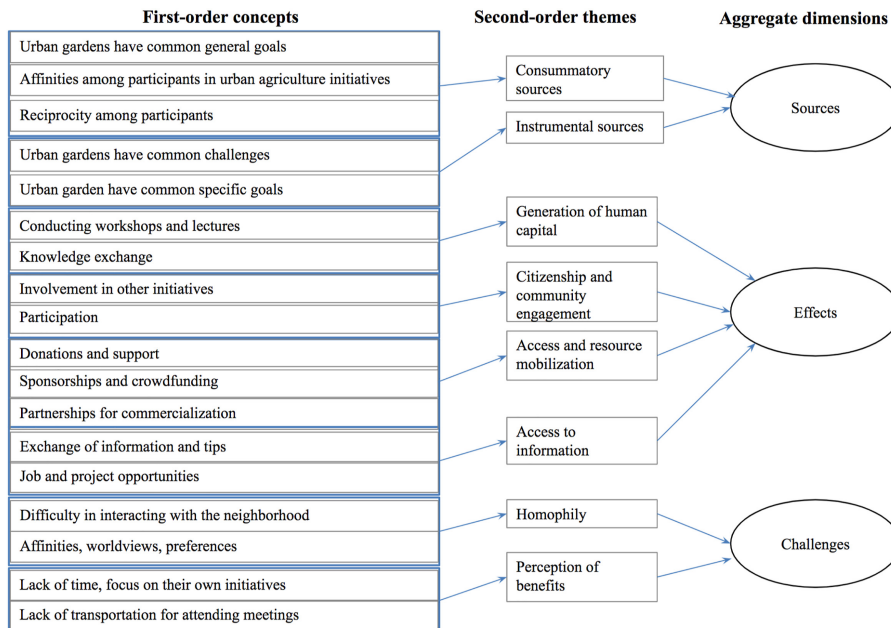 First-order concepts
Second-order themes
Aggregate dimensions
Urban gardens have common general goals
Affinities among participants in urban agriculture initiatives
Reciprocity among participants
Urban gardens have common challenges
Urban garden have common specific goals
Conducting workshops and lectures
Knowledge exchange
Involvement in other initiatives
Participation
Donations and support
Sponsorships and crowdfunding
Partnerships for commercialization
Exchange of information and tips
Job and project opportunities
Difficulty in interacting with the neighborhood
Affinities, worldviews, preferences
Lack of time, focus on their own initiatives
Lack of transportation for attending meetings
Consummatory
sources
Instrumental sources
Generation of human
capital
Citizenship and
community
engagement
Access and resource
mobilization
Access to
information
Homophily
Perception of
benefits
Sources
Effects
Challenges